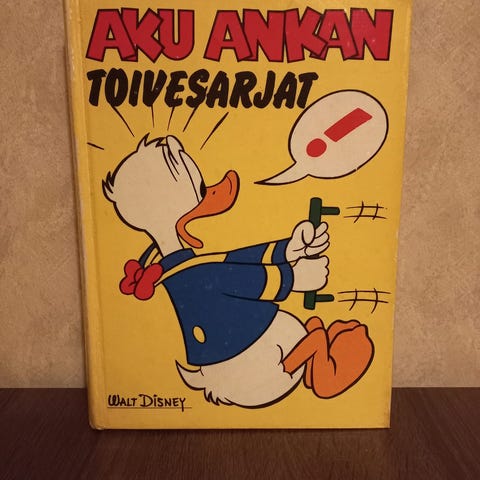 AKU ANKAN
TOIVESARJAT
!
WALT DISNEY